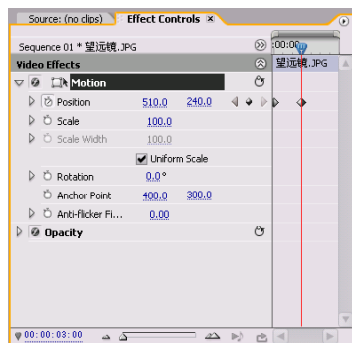 Source: (no clips) Effect Controls ×
Sequence 01 * 望远镜.JPG :00:00
Video Effects 望远镜.JPG
Motion
Position 510.0 240.0
Scale 100.0
Scale Width 100.0
Uniform Scale
Rotation 0.0°
Anchor Point 400.0 300.0
Anti-flicker Fi... 0.00
Opacity
00:00:03:00